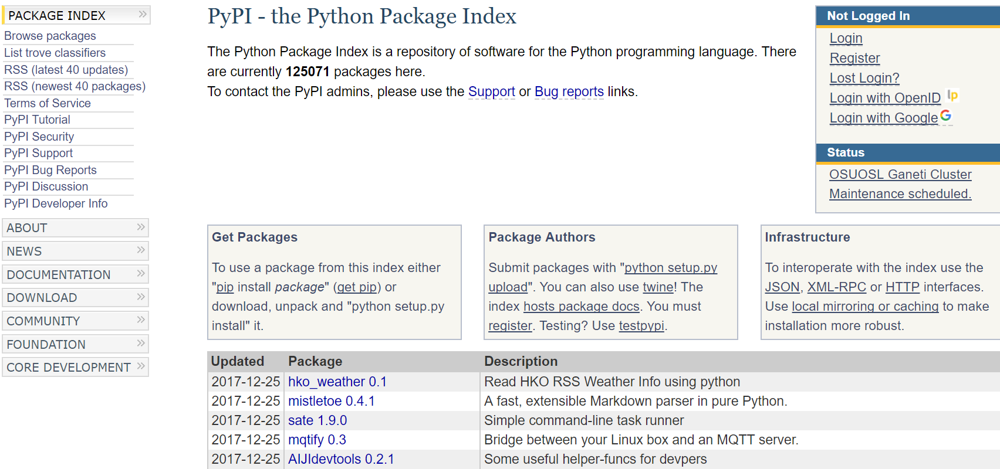 PACKAGE INDEX
Browse packages
List trove classifiers
RSS (latest 40 updates)
RSS (newest 40 packages)
Terms of Service
PyPI Tutorial
PyPI Security
PyPI Support
PyPI Bug Reports
PyPI Discussion
PyPI Developer Info
ABOUT
NEWS
DOCUMENTATION
DOWNLOAD
COMMUNITY
FOUNDATION
CORE DEVELOPMENT
PyPI - the Python Package Index
The Python Package Index is a repository of software for the Python programming language. There
are currently 125071 packages here.
To contact the PyPI admins, please use the Support or Bug reports links.
Not Logged In
Login
Register
Lost Login?
Login with OpenID lp
Login with Google G
Status
OSUOSL Ganeti Cluster
Maintenance scheduled.
Get Packages
To use a package from this index either
"pip install package" (get pip) or
download, unpack and "python setup.py
install" it.
Package Authors
Submit packages with "python setup.py
upload". You can also use twine! The
index hosts package docs. You must
register. Testing? Use testpypi.
Infrastructure
To interoperate with the index use the
JSON, XML-RPC or HTTP interfaces.
Use local mirroring or caching to make
installation more robust.
Updated Package Description
2017-12-25 hko_weather 0.1 Read HKO RSS Weather Info using python
2017-12-25 mistletoe 0.4.1 A fast, extensible Markdown parser in pure Python.
2017-12-25 sate 1.9.0 Simple command-line task runner
2017-12-25 mqtify 0.3 Bridge between your Linux box and an MQTT server.
2017-12-25 AIJIdevtools 0.2.1 Some useful helper-funcs for devpers